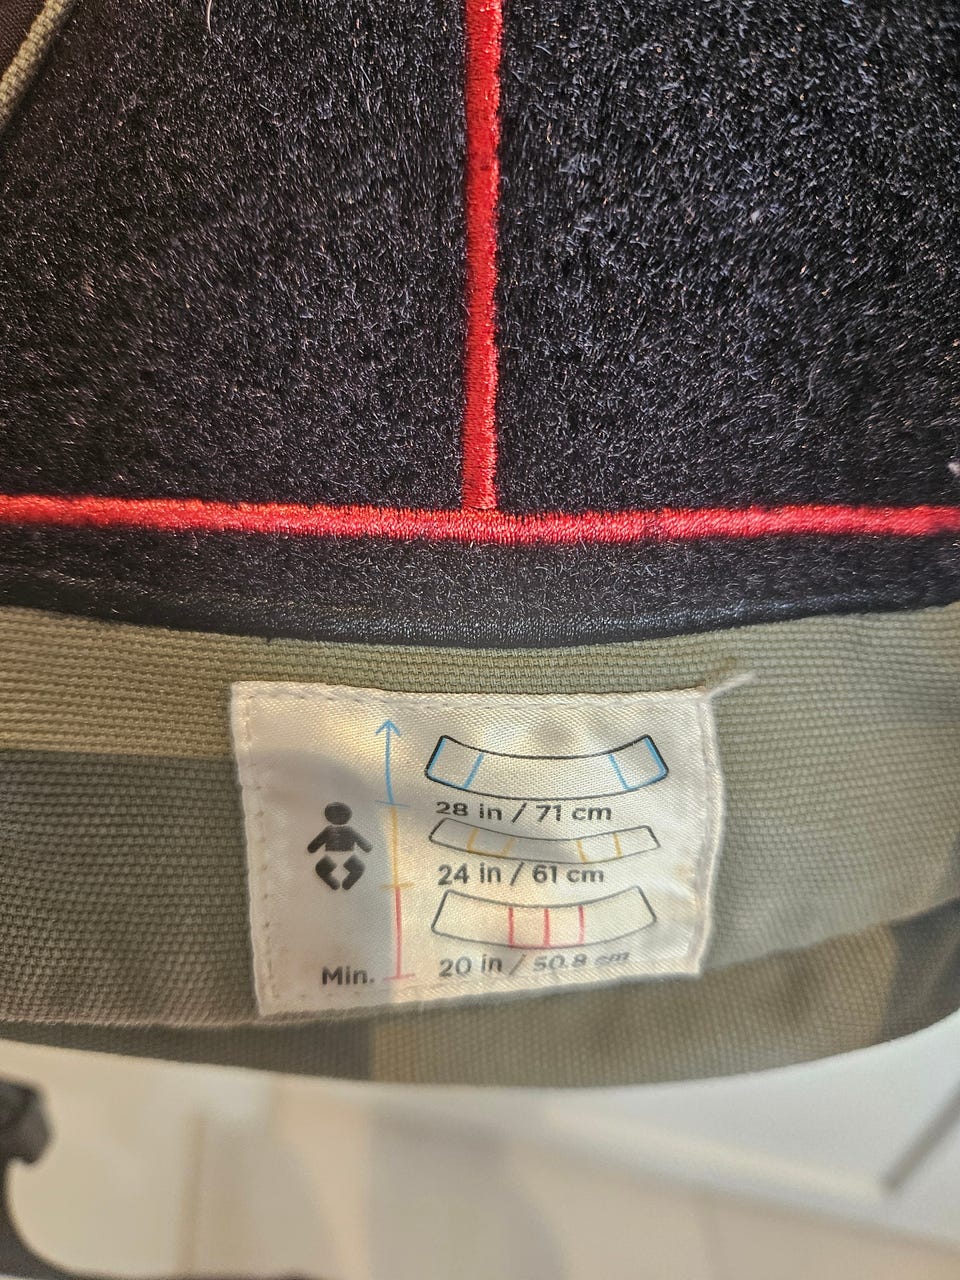 28 in / 71 cm
24 in / 61 cm
20 in / 50.8 cm
Min.